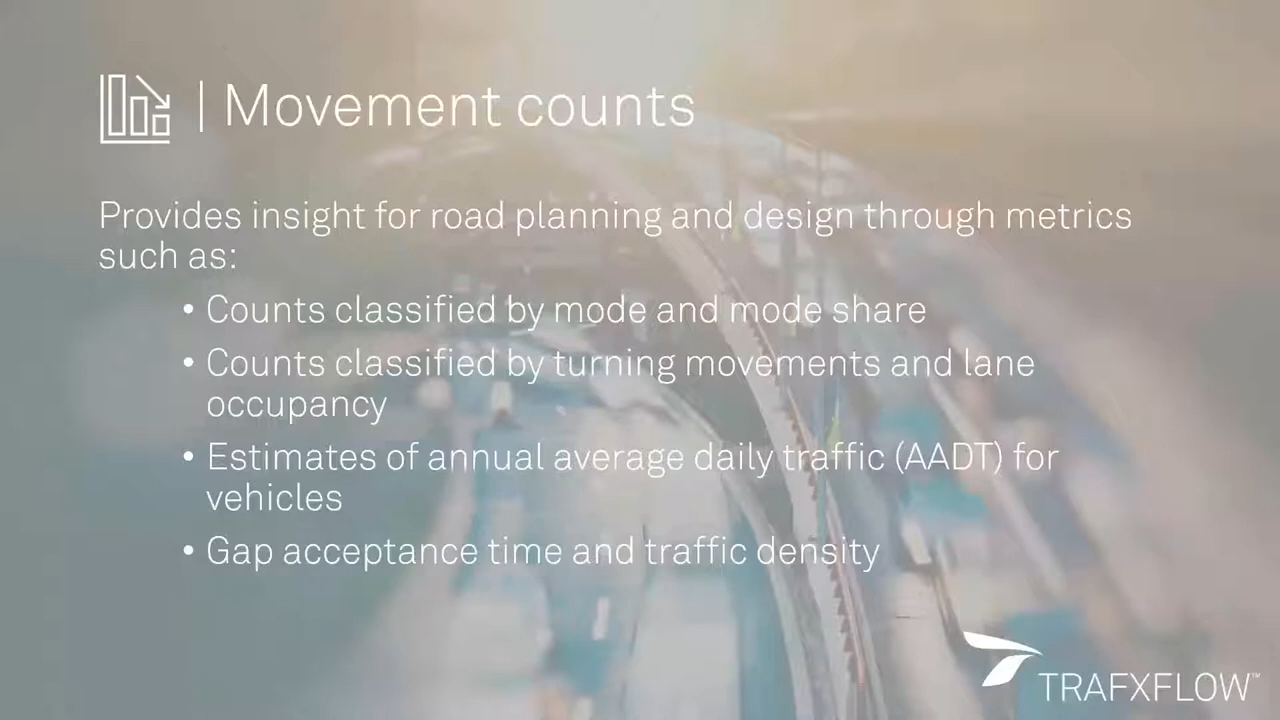 | Movement counts
Provides insight for road planning and design through metrics
such as:
• Counts classified by mode and mode share
• Counts classified by turning movements and lane
occupancy
• Estimates of annual average daily traffic (AADT) for
vehicles
• Gap acceptance time and traffic density
TRAFXFLOW™